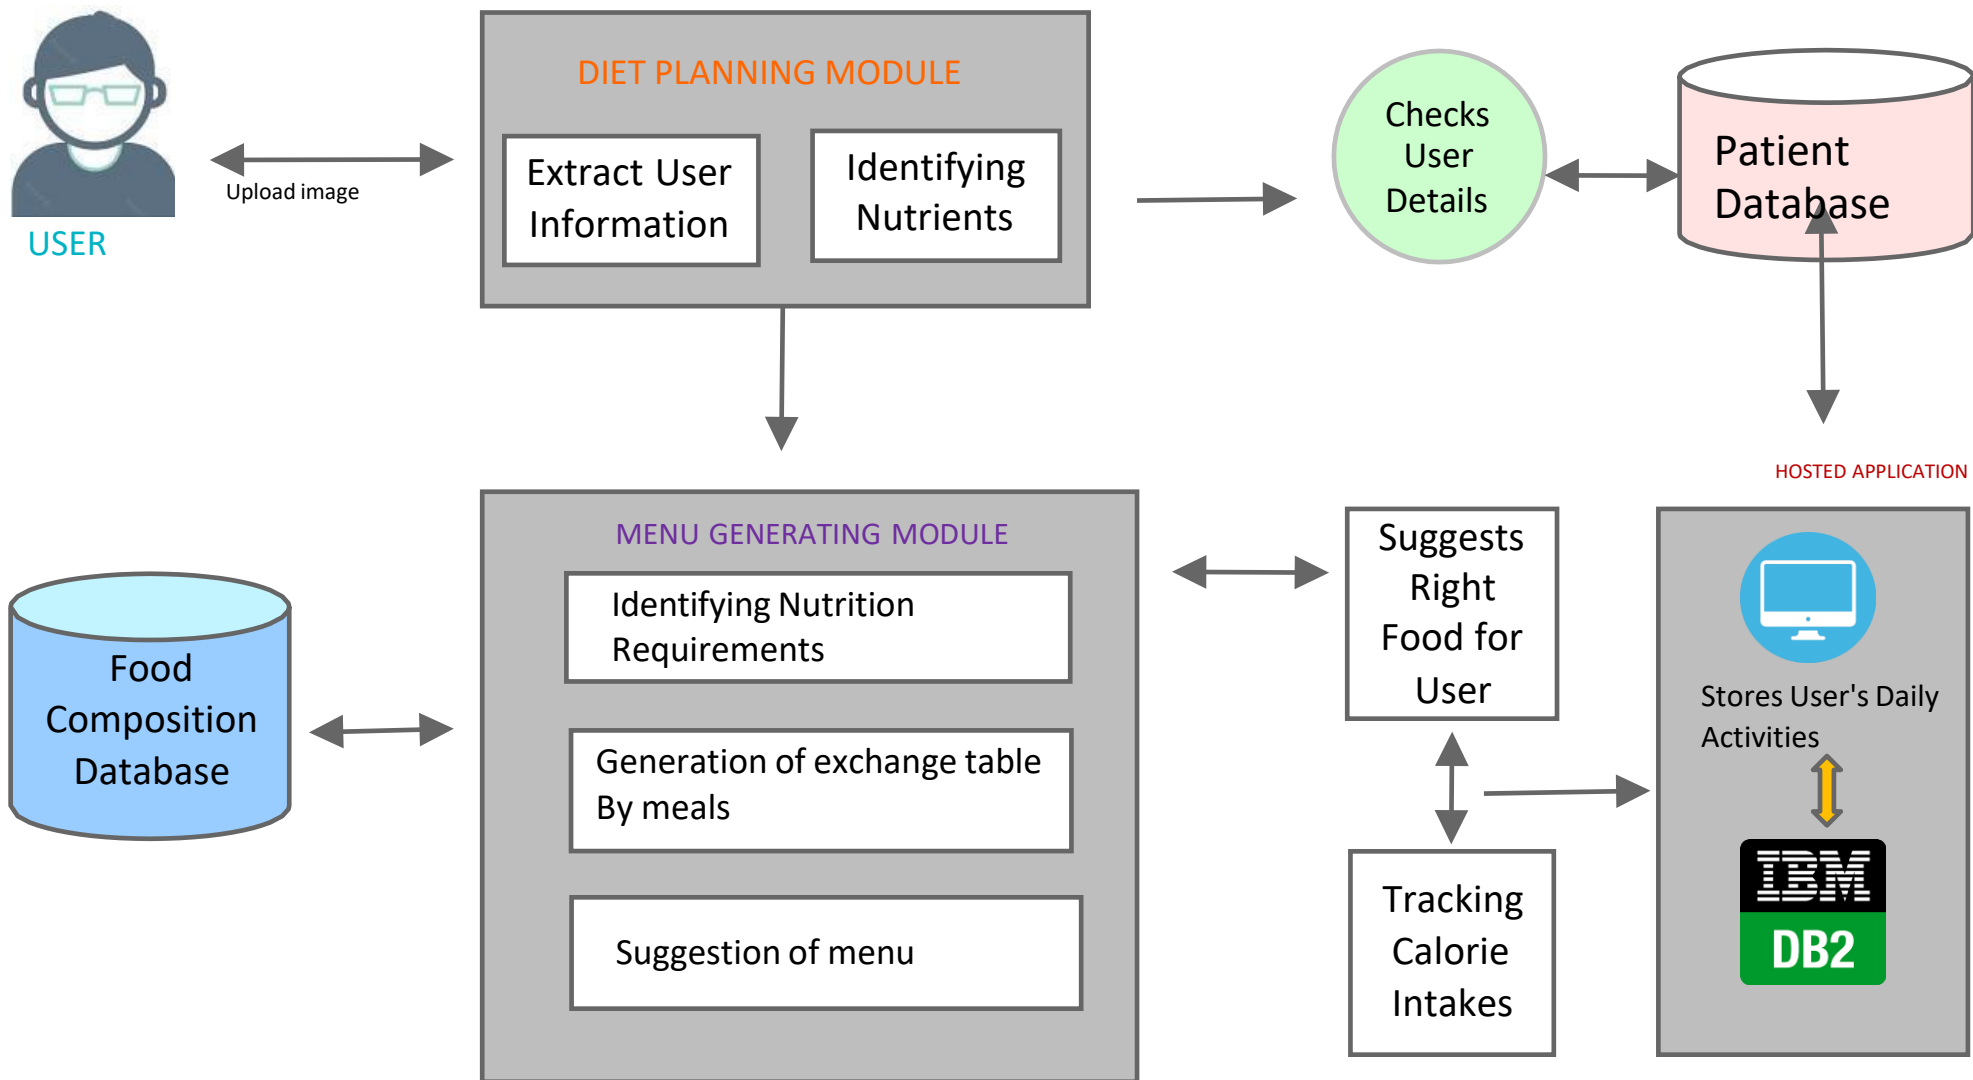 DIET PLANNING MODULE
Extract User
Information
Identifying
Nutrients
Upload image
USER
Checks
User
Details
Patient
Database
HOSTED APPLICATION
MENU GENERATING MODULE
Identifying Nutrition
Requirements
Generation of exchange table
By meals
Suggestion of menu
Food
Composition
Database
Suggests
Right
Food for
User
Tracking
Calorie
Intakes
Stores User's Daily
Activities
IBM
DB2